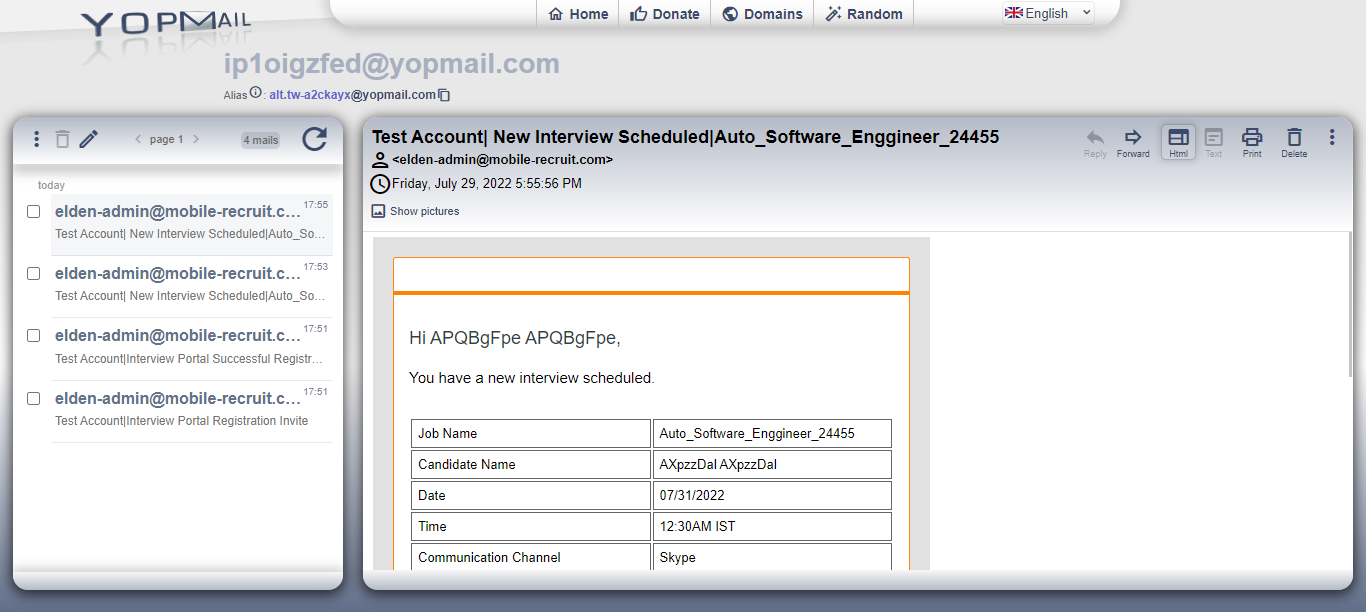 YOPMAIL
Home
Donate
Domains
Random
English
ip1oigzfed@yopmail.com
Alias : alt.tw-a2ckayx@yopmail.com
page 1
4 mails
today
elden-admin@mobile-recruit.c...
17:55
Test Account| New Interview Scheduled|Auto_So...
elden-admin@mobile-recruit.c...
17:53
Test Account| New Interview Scheduled|Auto_So...
elden-admin@mobile-recruit.c...
17:51
Test Account|Interview Portal Successful Registr...
elden-admin@mobile-recruit.c...
17:51
Test Account|Interview Portal Registration Invite
Test Account| New Interview Scheduled|Auto_Software_Enggineer_24455
Reply
Forward
Html
Text
Print
Delete
<elden-admin@mobile-recruit.com>
Friday, July 29, 2022 5:55:56 PM
Show pictures
Hi APQBgFpe APQBgFpe,
You have a new interview scheduled.
Job Name
Auto_Software_Enggineer_24455
Candidate Name
AXpzzDal AXpzzDal
Date
07/31/2022
Time
12:30AM IST
Communication Channel
Skype